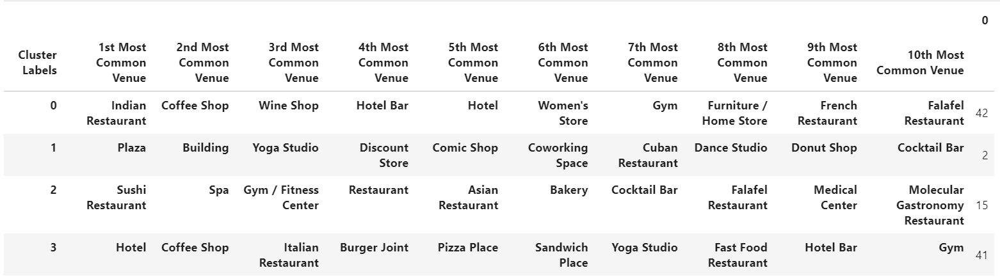 0
Cluster Labels 1st Most Common Venue 2nd Most Common Venue 3rd Most Common Venue 4th Most Common Venue 5th Most Common Venue 6th Most Common Venue 7th Most Common Venue 8th Most Common Venue 9th Most Common Venue 10th Most Common Venue
0 Indian Restaurant Coffee Shop Wine Shop Hotel Bar Hotel Women's Store Gym Furniture / Home Store French Restaurant Falafel Restaurant 42
1 Plaza Building Yoga Studio Discount Store Comic Shop Coworking Space Cuban Restaurant Dance Studio Donut Shop Cocktail Bar 2
2 Sushi Restaurant Spa Gym / Fitness Center Restaurant Asian Restaurant Bakery Cocktail Bar Falafel Restaurant Medical Center Molecular Gastronomy Restaurant 15
3 Hotel Coffee Shop Italian Restaurant Burger Joint Pizza Place Sandwich Place Yoga Studio Fast Food Restaurant Hotel Bar Gym 41